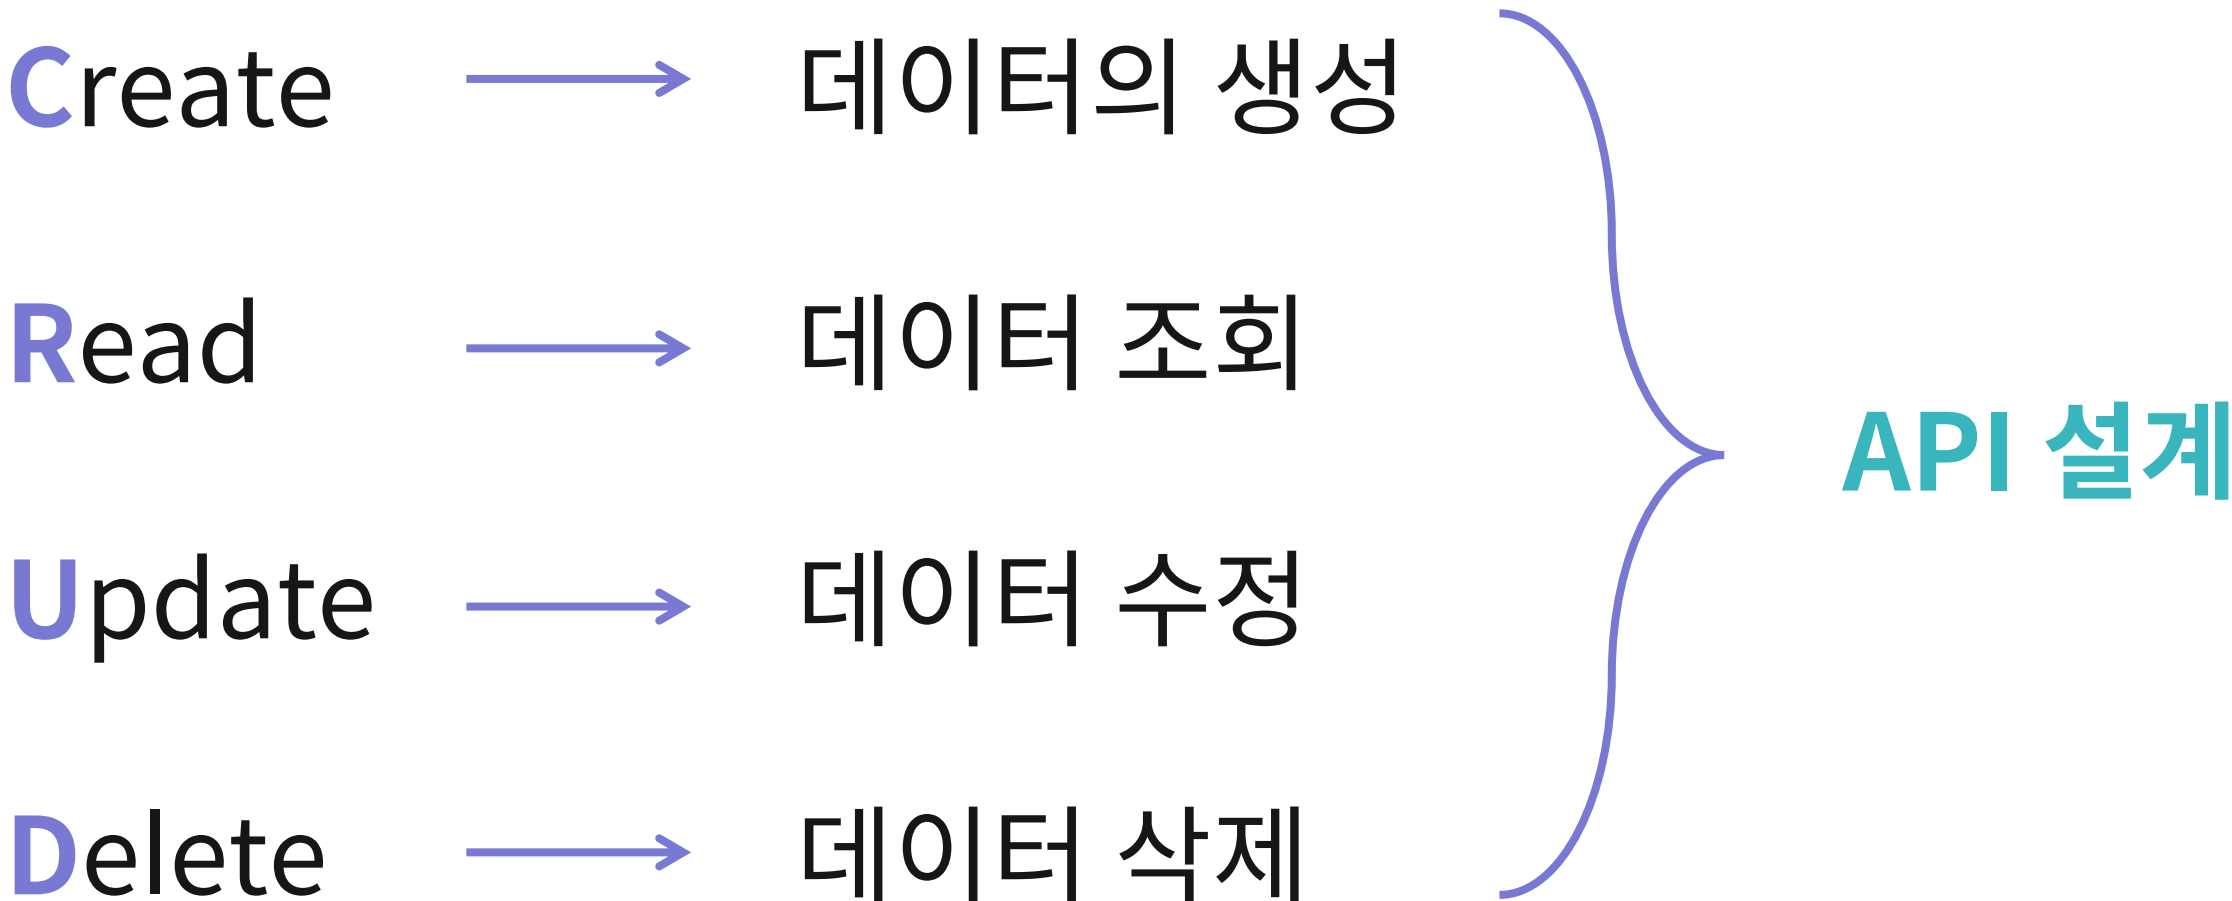 Create → 데이터의 생성
Read → 데이터 조회
API 설계
Update → 데이터 수정
Delete → 데이터 삭제